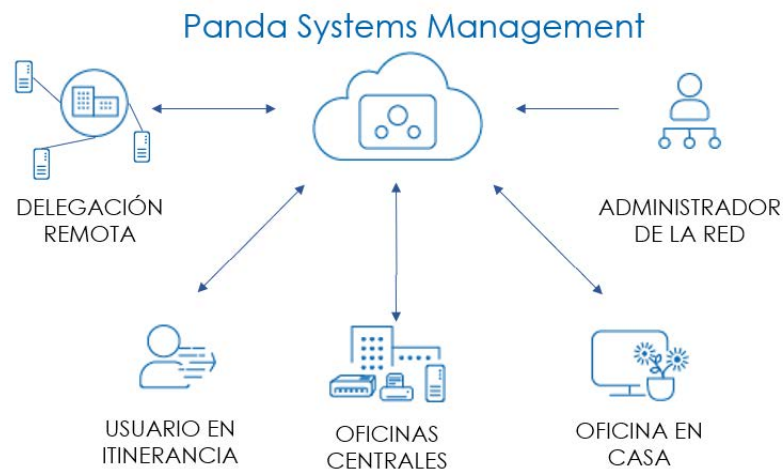 Panda Systems Management
DELEGACIÓN
REMOTA
ADMINISTRADOR
DE LA RED
USUARIO EN
ITINERANCIA
OFICINAS
CENTRALES
OFICINA EN
CASA